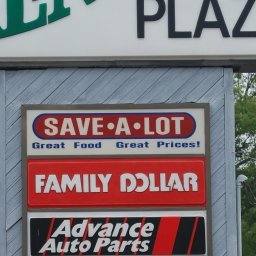 PLAZ
SAVE•A•LOT
Great Food Great Prices!
FAMILY DOLLAR
Advance
Auto Parts